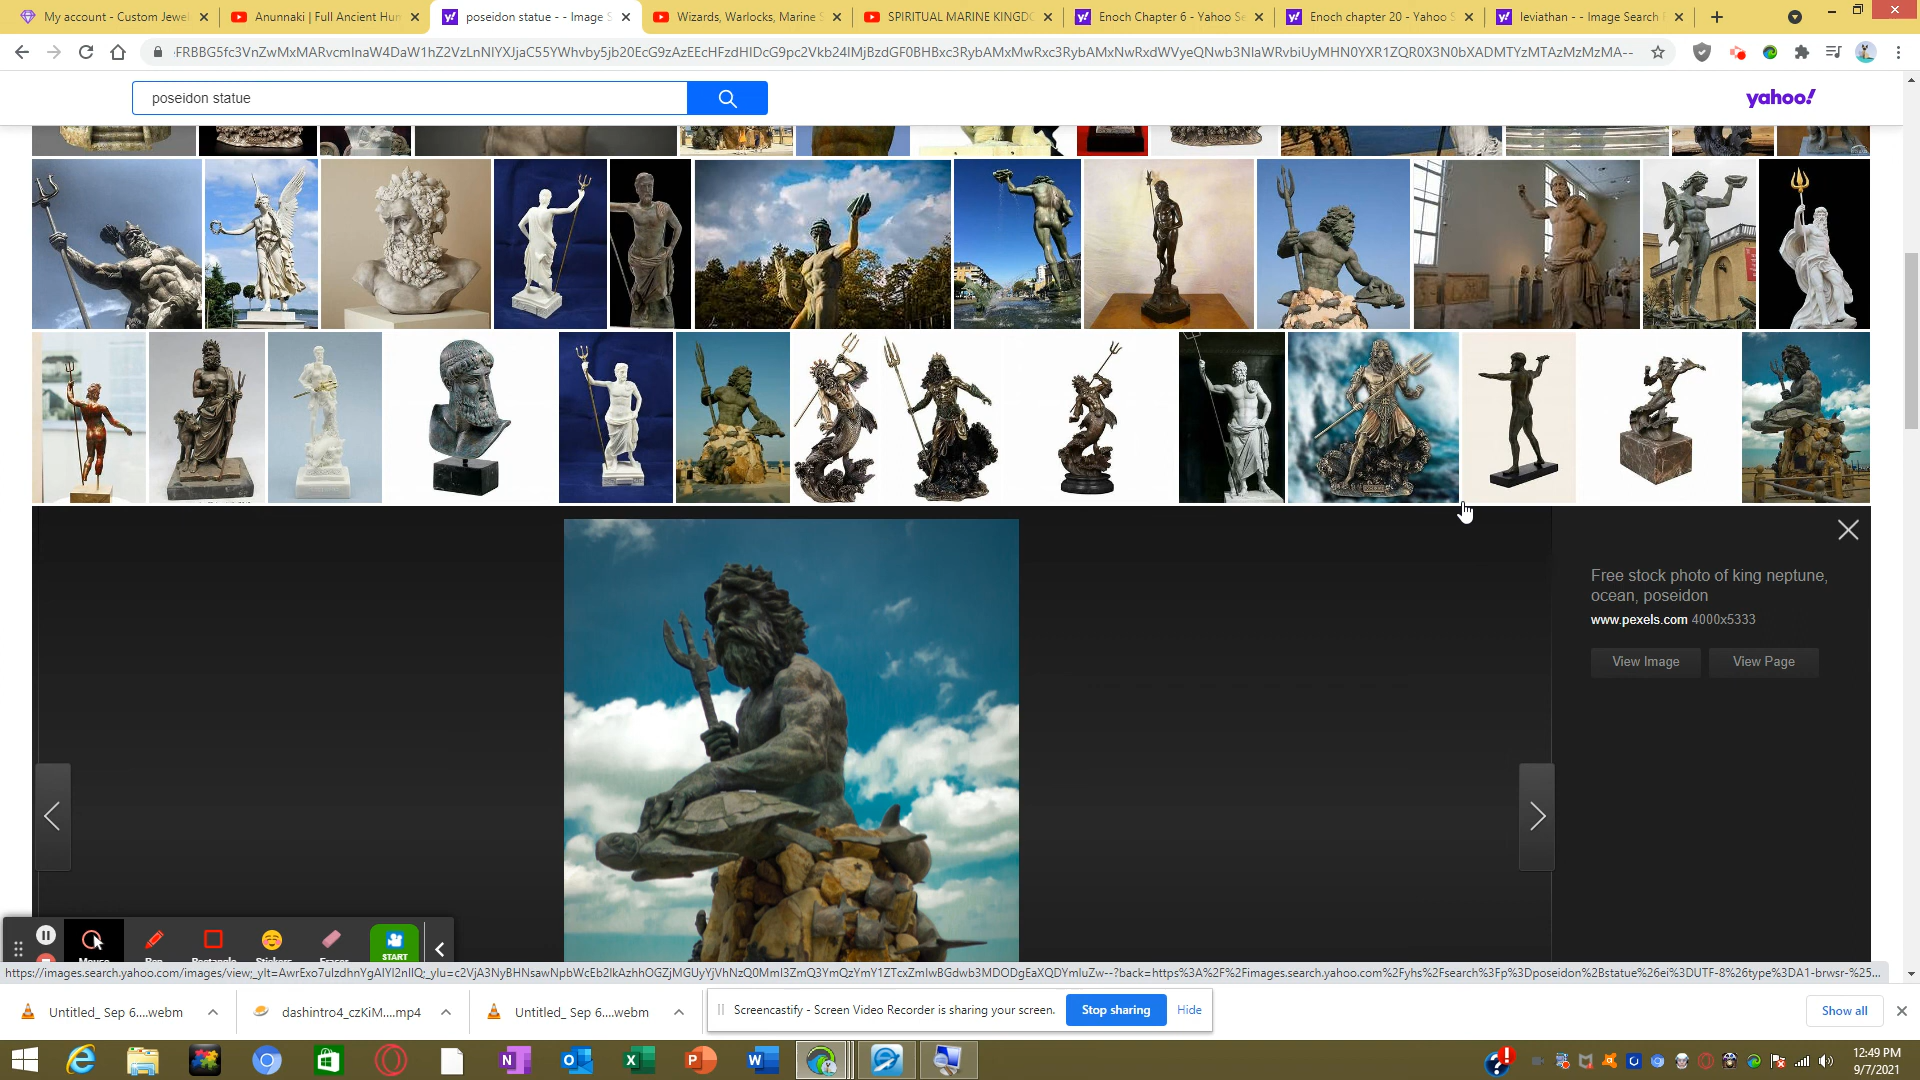 My account - Custom Jewel
Anunnaki | Full Ancient Hun
poseidon statue - - Image S
Wizards, Warlocks, Marine S
SPIRITUAL MARINE KINGDO
Enoch Chapter 6 - Yahoo Se
Enoch chapter 20 - Yahoo S
leviathan - - Image Search
poseidon statue
yahoo!
Free stock photo of king neptune,
ocean, poseidon
www.pexels.com 4000x5333
View Image
View Page
START
Untitled_ Sep 6....webm
dashintro4_czKiM....mp4
Untitled_ Sep 6....webm
Screencastify - Screen Video Recorder is sharing your screen.
Stop sharing
Hide
Show all
12:49 PM
9/7/2021